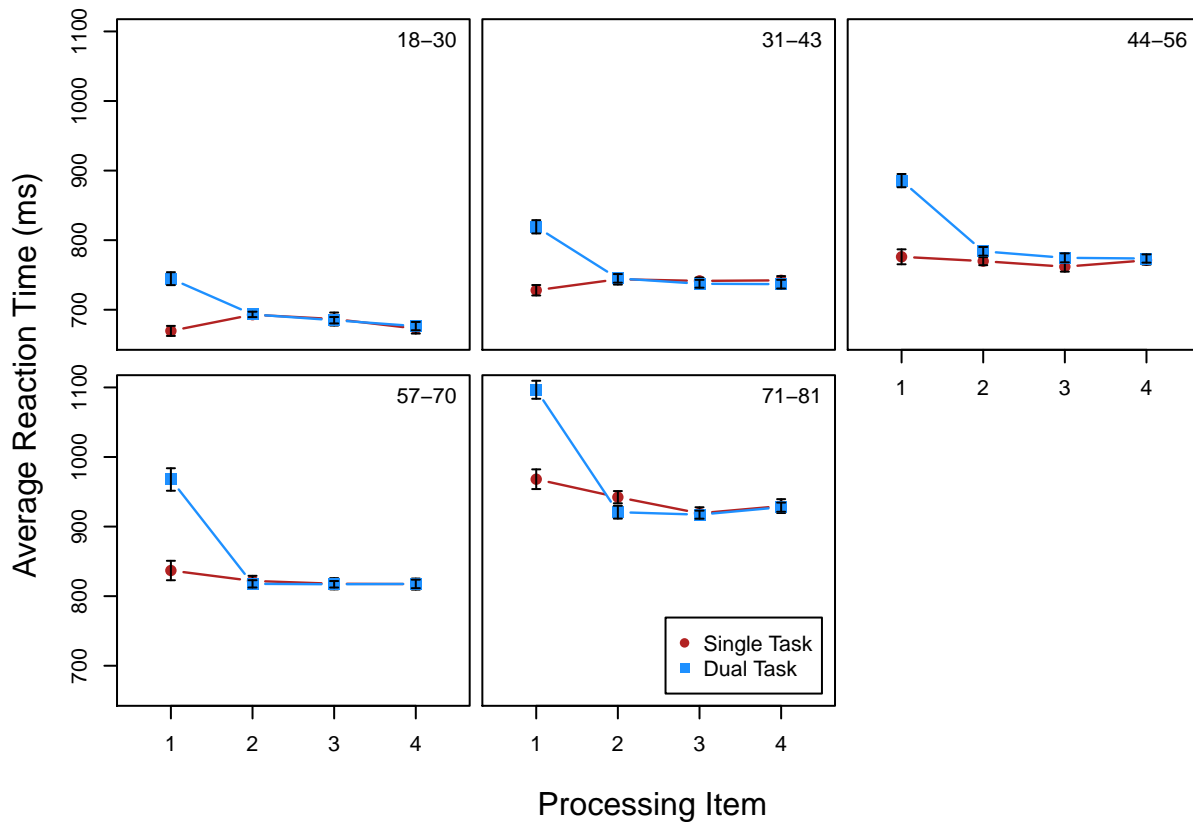 Average Reaction Time (ms)
1100
1000
900
800
700
18–30
31–43
44–56
1 2 3 4
1100
1000
900
800
700
57–70
71–81
Single Task
Dual Task
1 2 3 4
1 2 3 4
Processing Item